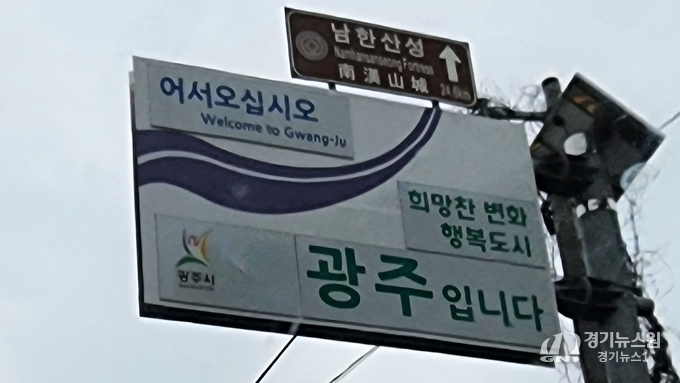 남한산성
Namhansanseong Fortress
南漢山城
24.6km
어서오십시오
Welcome to Gwang-Ju
희망찬 변화
행복도시
광주시
광주입니다
경기뉴스원
경기뉴스1